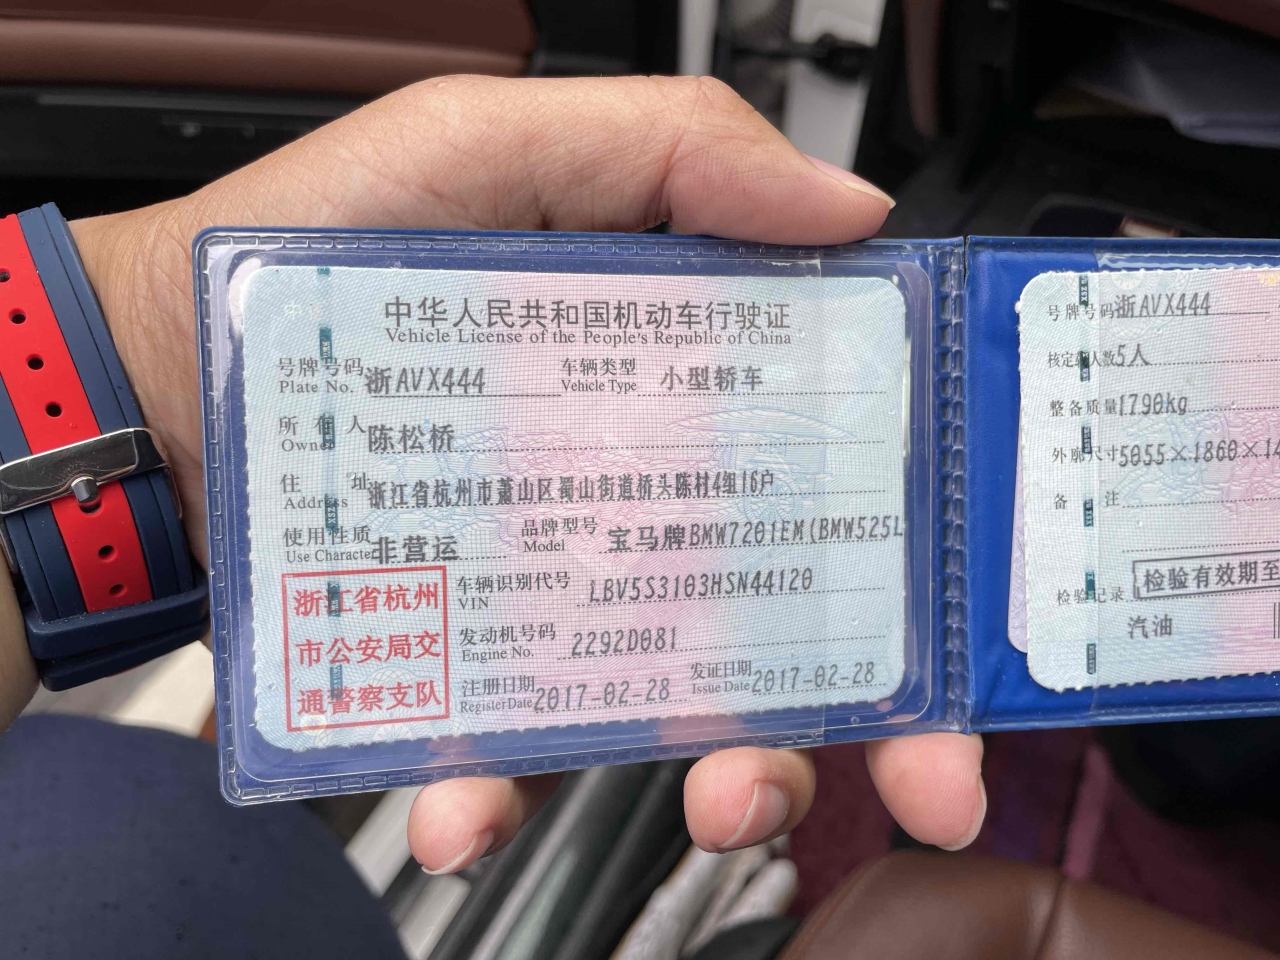 中华人民共和国机动车行驶证
Vehicle License of the People's Republic of China
号牌号码 浙AVX444 车辆类型 小型轿车
Plate No. Vehicle Type
所有人 陈松桥
Owner
住址 浙江省杭州市萧山区蜀山街道桥头陈村4组16户
Address
使用性质 非营运 品牌型号 宝马牌BMW7201EM(BMW525L
Use Character Model
浙江省杭州
市公安局交
通警察支队
车辆识别代号 LBV5S3103HSN44120
VIN
发动机号码 2292D081
Engine No.
注册日期 2017-02-28 发证日期 2017-02-28
Register Date Issue Date
号牌号码 浙AVX444
核定载人数 5人
整备质量 1790kg
外廓尺寸 5055×1860×14
备注
检验记录 检验有效期至
汽油